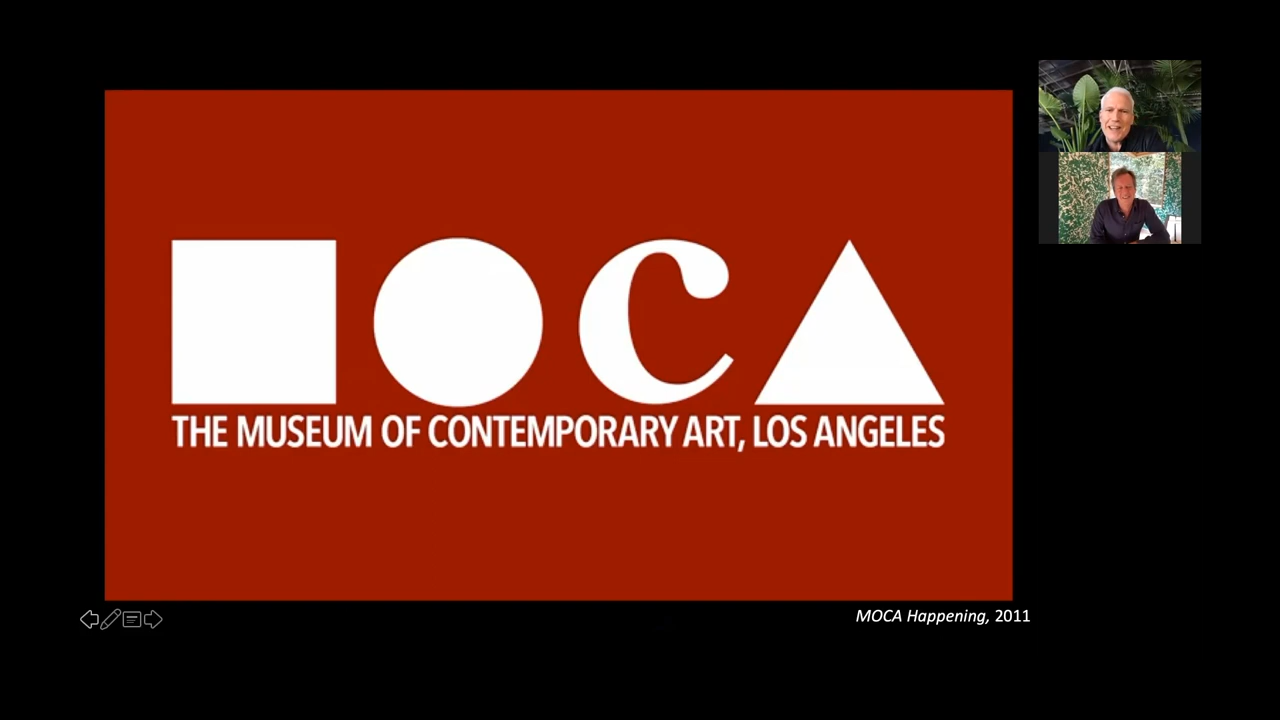 MOCA
THE MUSEUM OF CONTEMPORARY ART, LOS ANGELES
MOCA Happening, 2011